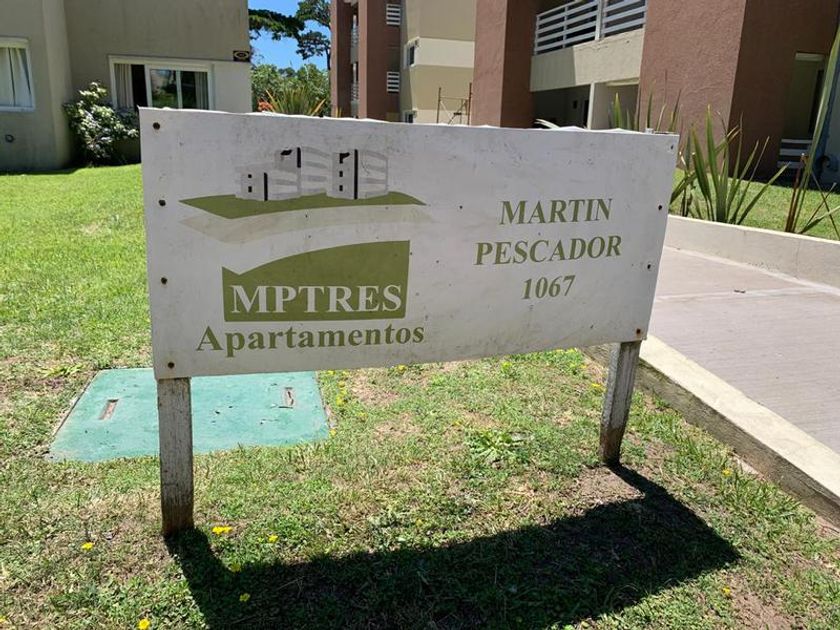 MPTRES
Apartamentos
MARTIN
PESCADOR
1067